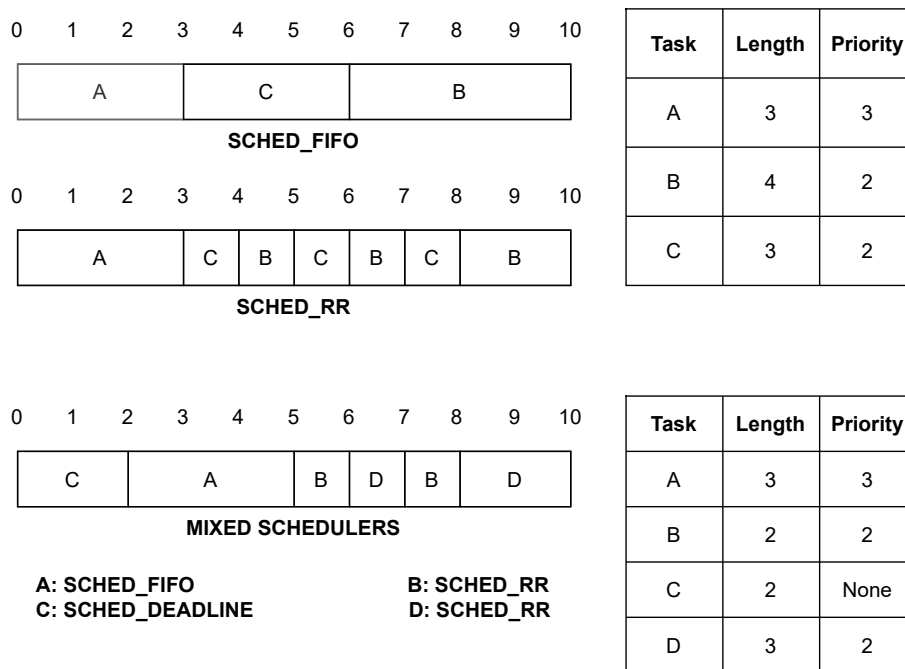 0 1 2 3 4 5 6 7 8 9 10
A C B
SCHED_FIFO
0 1 2 3 4 5 6 7 8 9 10
A C B C B C B
SCHED_RR
Task Length Priority
A 3 3
B 4 2
C 3 2
0 1 2 3 4 5 6 7 8 9 10
C A B D B D
MIXED SCHEDULERS
A: SCHED_FIFO B: SCHED_RR
C: SCHED_DEADLINE D: SCHED_RR
Task Length Priority
A 3 3
B 2 2
C 2 None
D 3 2